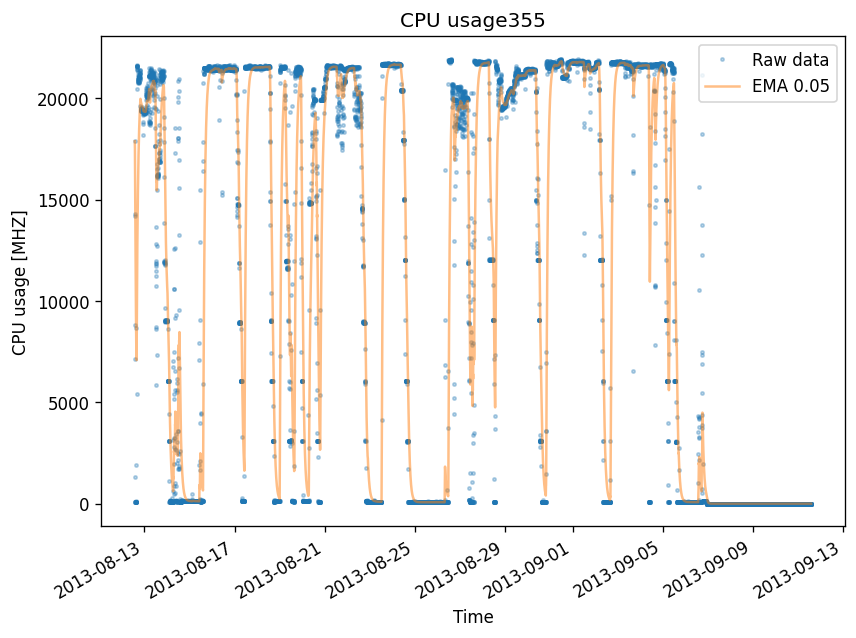 CPU usage355
Raw data
EMA 0.05
CPU usage [MHZ]
20000
15000
10000
5000
0
2013-08-13
2013-08-17
2013-08-21
2013-08-25
2013-08-29
2013-09-01
2013-09-05
2013-09-09
2013-09-13
Time